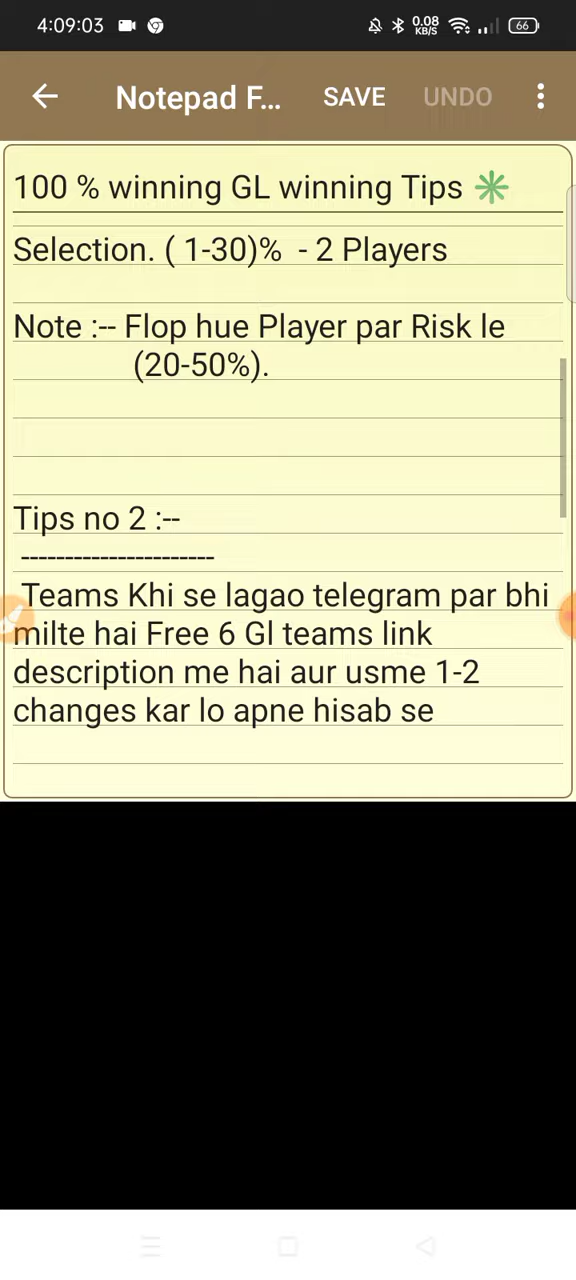 4:09:03 0.08 KB/S 66
Notepad F... SAVE UNDO
100 % winning GL winning Tips ✳
Selection. ( 1-30)% - 2 Players
Note :-- Flop hue Player par Risk le
(20-50%).
Tips no 2 :--
----------------------
Teams Khi se lagao telegram par bhi
milte hai Free 6 Gl teams link
description me hai aur usme 1-2
changes kar lo apne hisab se